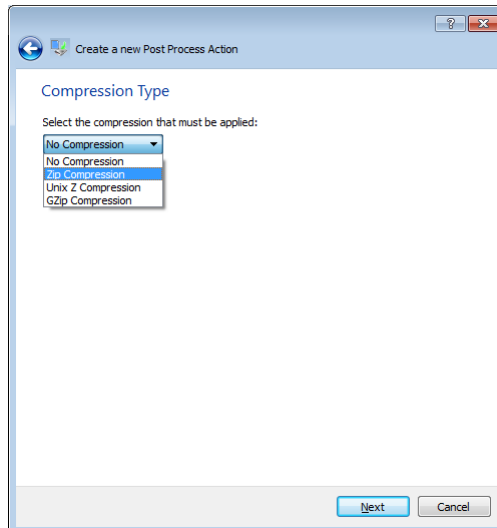 Create a new Post Process Action
Compression Type
Select the compression that must be applied:
No Compression
No Compression
Zip Compression
Unix Z Compression
GZip Compression
Next
Cancel